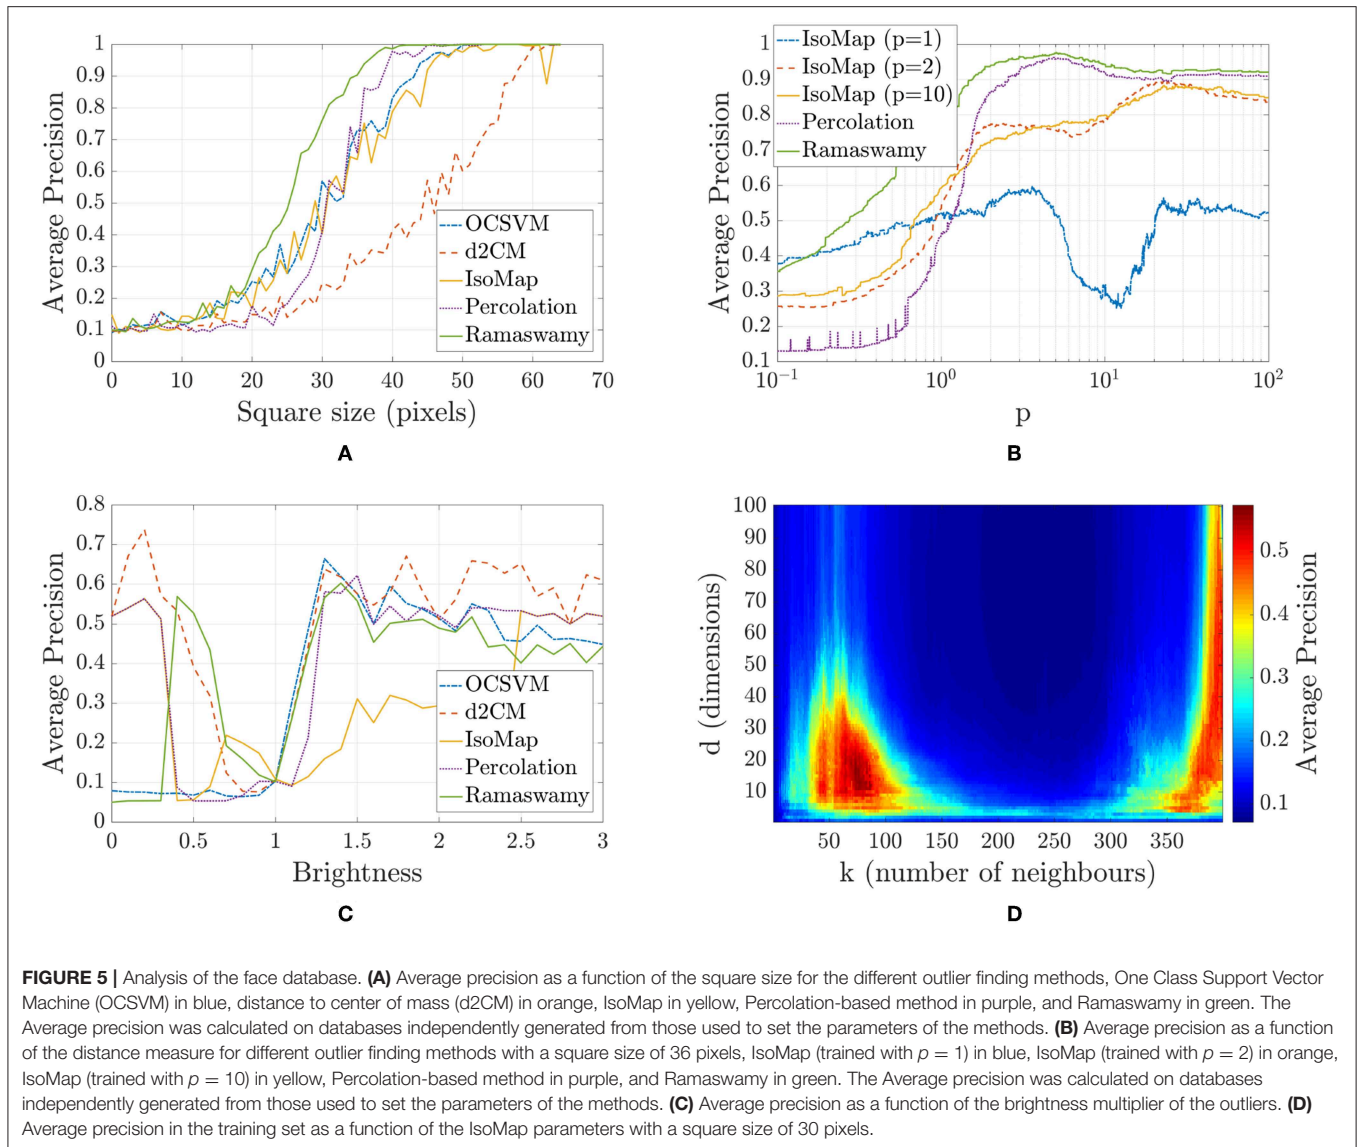 1
0.9
0.8
0.7
0.6
0.5
0.4
0.3
0.2
0.1
0
Average Precision
OCSVM
d2CM
IsoMap
Percolation
Ramaswamy
0 10 20 30 40 50 60 70
Square size (pixels)
A
IsoMap (p=1)
IsoMap (p=2)
IsoMap (p=10)
Percolation
Ramaswamy
1
0.9
0.8
0.7
0.6
0.5
0.4
0.3
0.2
0.1
Average Precision
10⁻¹ 10⁰ 10¹ 10²
p
B
0.8
0.7
0.6
0.5
0.4
0.3
0.2
0.1
0
Average Precision
OCSVM
d2CM
IsoMap
Percolation
Ramaswamy
0 0.5 1 1.5 2 2.5 3
Brightness
C
100
90
80
70
60
50
40
30
20
10
d (dimensions)
50 100 150 200 250 300 350
k (number of neighbours)
0.5
0.4
0.3
0.2
0.1
Average Precision
D
FIGURE 5 | Analysis of the face database. (A) Average precision as a function of the square size for the different outlier finding methods, One Class Support Vector
Machine (OCSVM) in blue, distance to center of mass (d2CM) in orange, IsoMap in yellow, Percolation-based method in purple, and Ramaswamy in green. The
Average precision was calculated on databases independently generated from those used to set the parameters of the methods. (B) Average precision as a function
of the distance measure for different outlier finding methods with a square size of 36 pixels, IsoMap (trained with p = 1) in blue, IsoMap (trained with p = 2) in orange,
IsoMap (trained with p = 10) in yellow, Percolation-based method in purple, and Ramaswamy in green. The Average precision was calculated on databases
independently generated from those used to set the parameters of the methods. (C) Average precision as a function of the brightness multiplier of the outliers. (D)
Average precision in the training set as a function of the IsoMap parameters with a square size of 30 pixels.